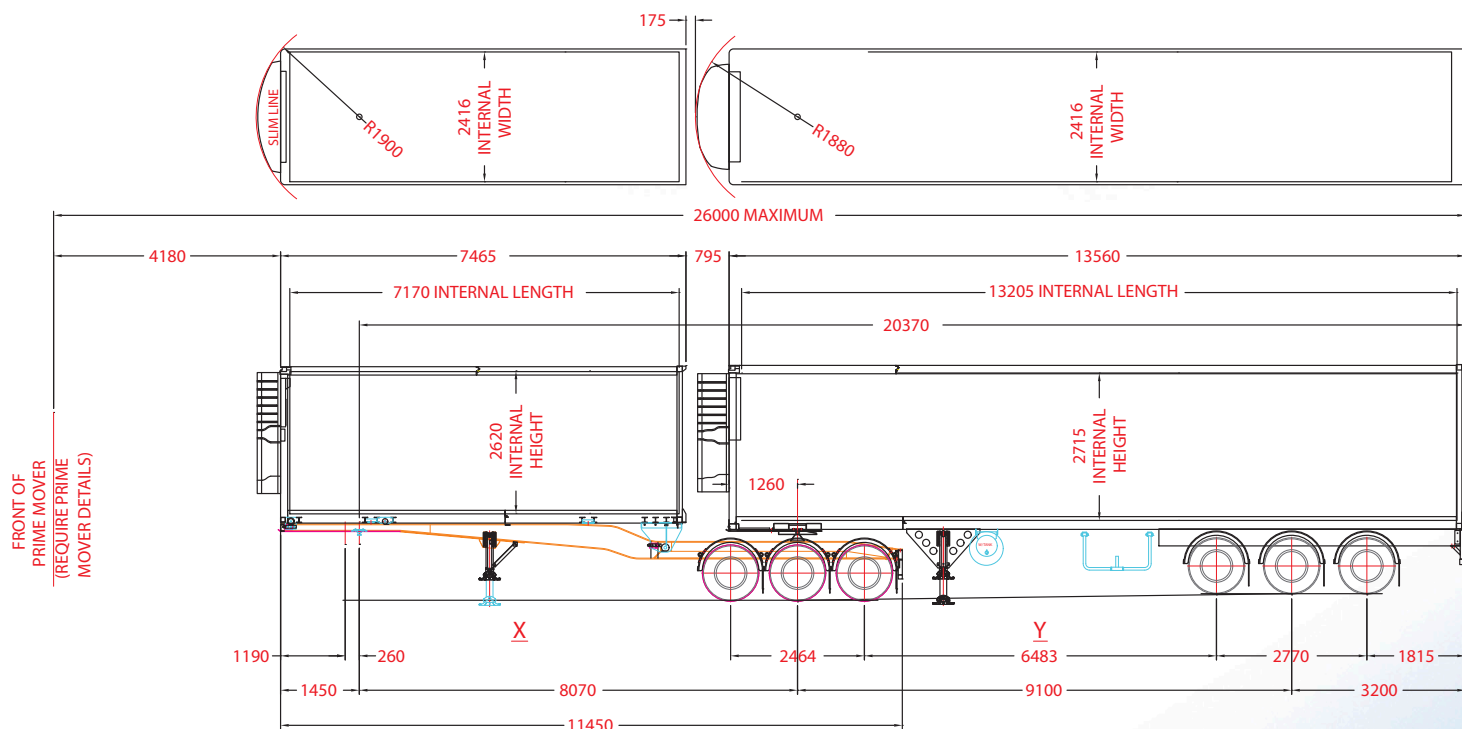 175
SLIM LINE
R1900
2416
INTERNAL
WIDTH
R1880
2416
INTERNAL
WIDTH
26000 MAXIMUM
4180
7465
795
13560
7170 INTERNAL LENGTH
13205 INTERNAL LENGTH
20370
2620
INTERNAL
HEIGHT
2715
INTERNAL
HEIGHT
1260
FRONT OF
PRIME MOVER
(REQUIRE PRIME
MOVER DETAILS)
X
Y
1190
260
2464
6483
2770
1815
1450
8070
9100
3200
11450